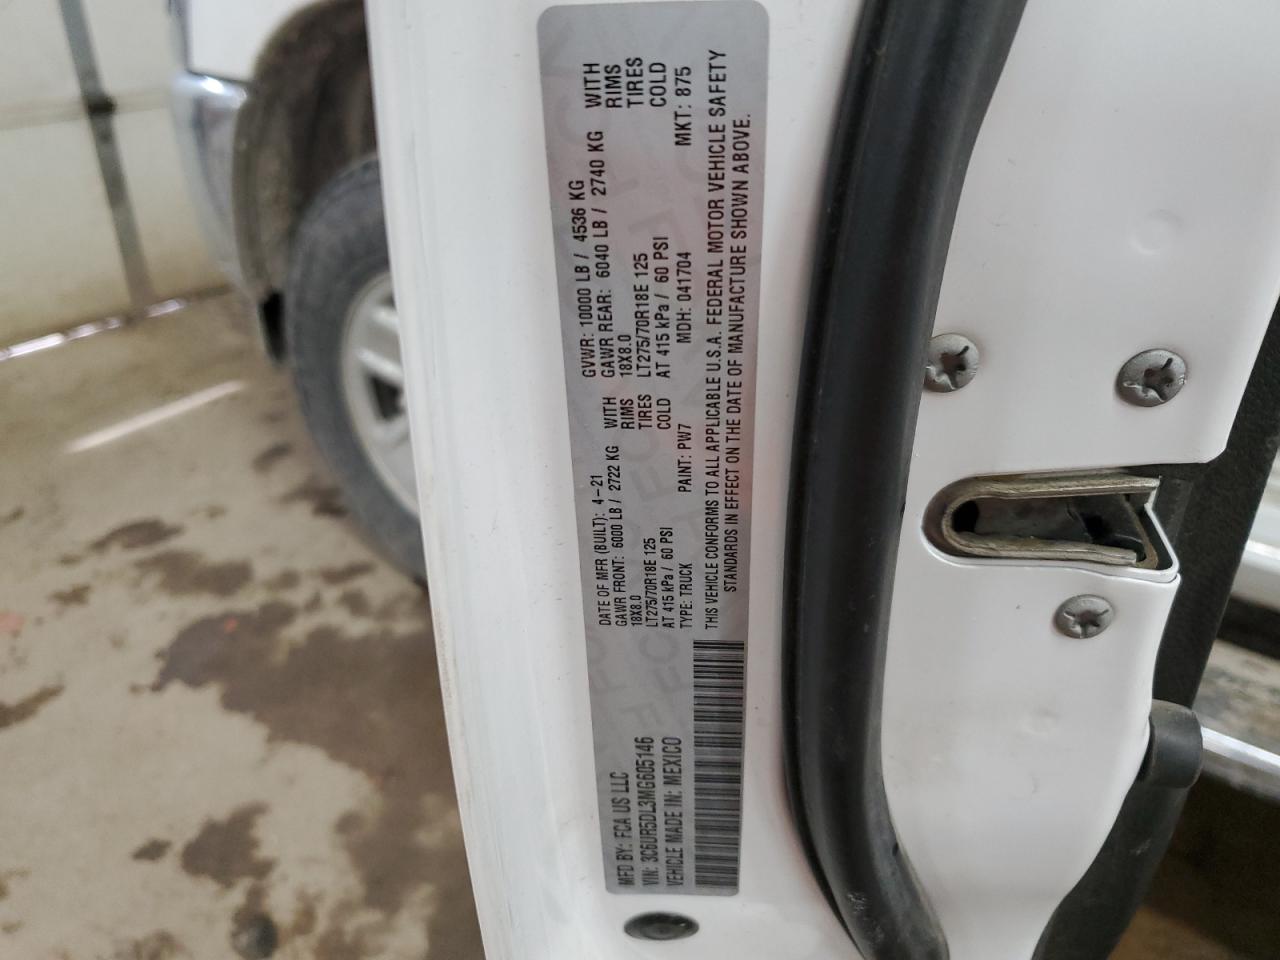 MFD BY: FCA US LLC
DATE OF MFR (BUILT): 4-21
GVWR: 10000 LB / 4536 KG
VIN: 3C6UR5DL3MG605146
GAWR FRONT: 6000 LB / 2722 KG WITH
GAWR REAR: 6040 LB / 2740 KG WITH
VEHICLE MADE IN: MEXICO
18X8.0 RIMS
18X8.0 RIMS
LT275/70R18E 125 TIRES
LT275/70R18E 125 TIRES
AT 415 kPa / 60 PSI COLD
AT 415 kPa / 60 PSI COLD
TYPE: TRUCK PAINT: PW7 MDH: 041704 MKT: 875
THIS VEHICLE CONFORMS TO ALL APPLICABLE U.S.A. FEDERAL MOTOR VEHICLE SAFETY
STANDARDS IN EFFECT ON THE DATE OF MANUFACTURE SHOWN ABOVE.